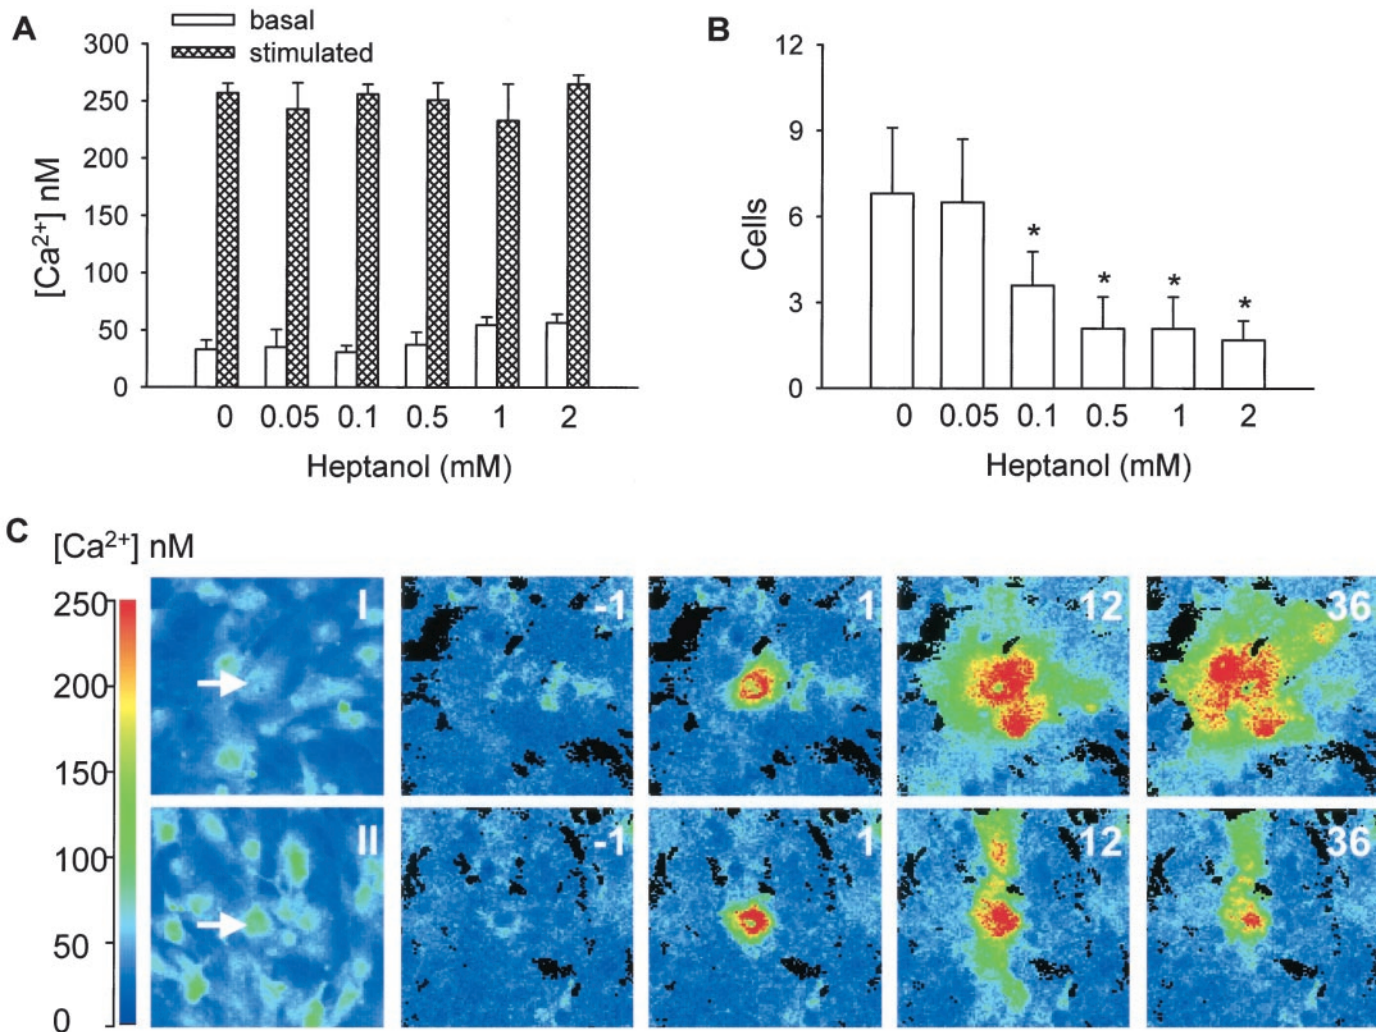 A
basal
stimulated
300
250
200
150
100
50
0
[Ca²⁺] nM
0 0.05 0.1 0.5 1 2
Heptanol (mM)
B
12
9
6
3
0
Cells
* * * *
0 0.05 0.1 0.5 1 2
Heptanol (mM)
C
[Ca²⁺] nM
250
200
150
100
50
0
I -1 1 12 36
II -1 1 12 36